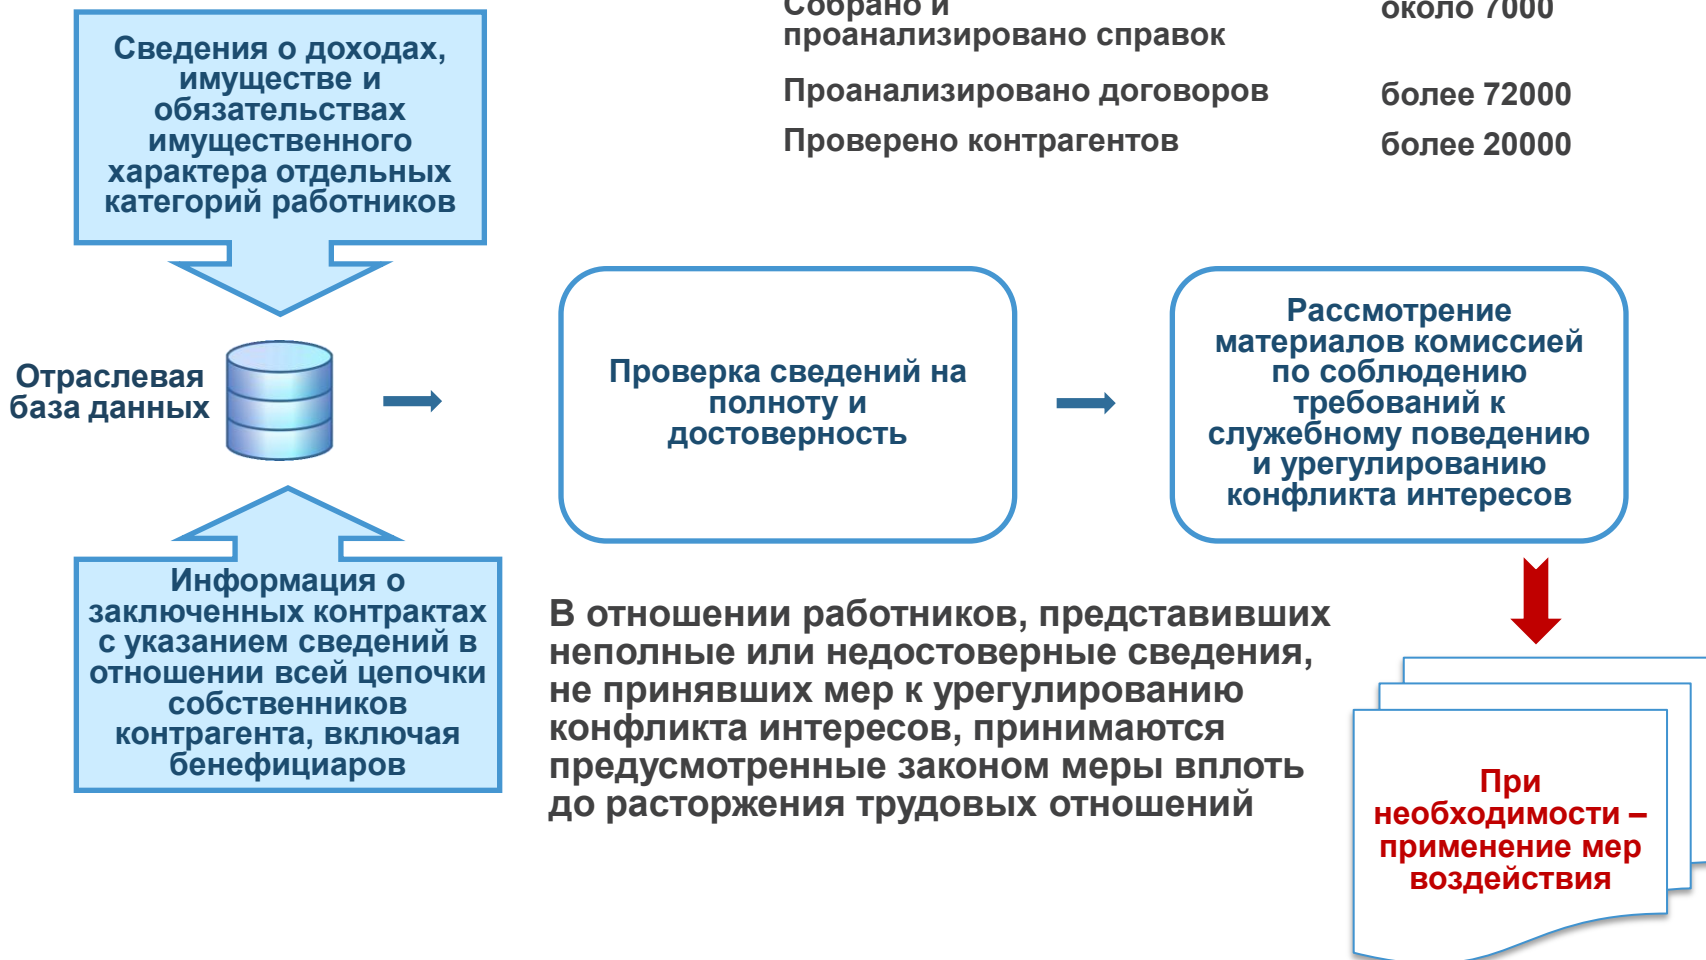 Собрано и
проанализировано справок
около 7000
Проанализировано договоров
более 72000
Проверено контрагентов
более 20000
Сведения о доходах,
имуществе и
обязательствах
имущественного
характера отдельных
категорий работников
Отраслевая
база данных
Проверка сведений на
полноту и
достоверность
Рассмотрение
материалов комиссией
по соблюдению
требований к
служебному поведению
и урегулированию
конфликта интересов
Информация о
заключенных контрактах
с указанием сведений в
отношении всей цепочки
собственников
контрагента, включая
бенефициаров
В отношении работников, представивших
неполные или недостоверные сведения,
не принявших мер к урегулированию
конфликта интересов, принимаются
предусмотренные законом меры вплоть
до расторжения трудовых отношений
При
необходимости –
применение мер
воздействия